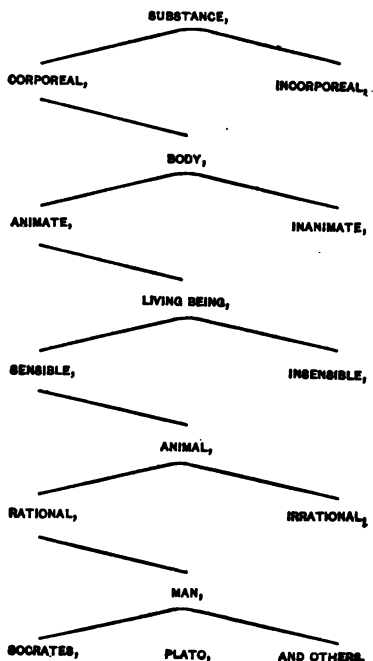 SUBSTANCE,
CORPOREAL, INCORPOREAL,
BODY,
ANIMATE, INANIMATE,
LIVING BEING,
SENSIBLE, INSENSIBLE,
ANIMAL,
RATIONAL, IRRATIONAL,
MAN,
SOCRATES, PLATO, AND OTHERS.